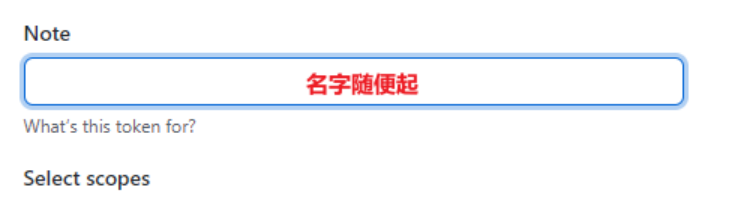 Note
名字随便起
What's this token for?
Select scopes